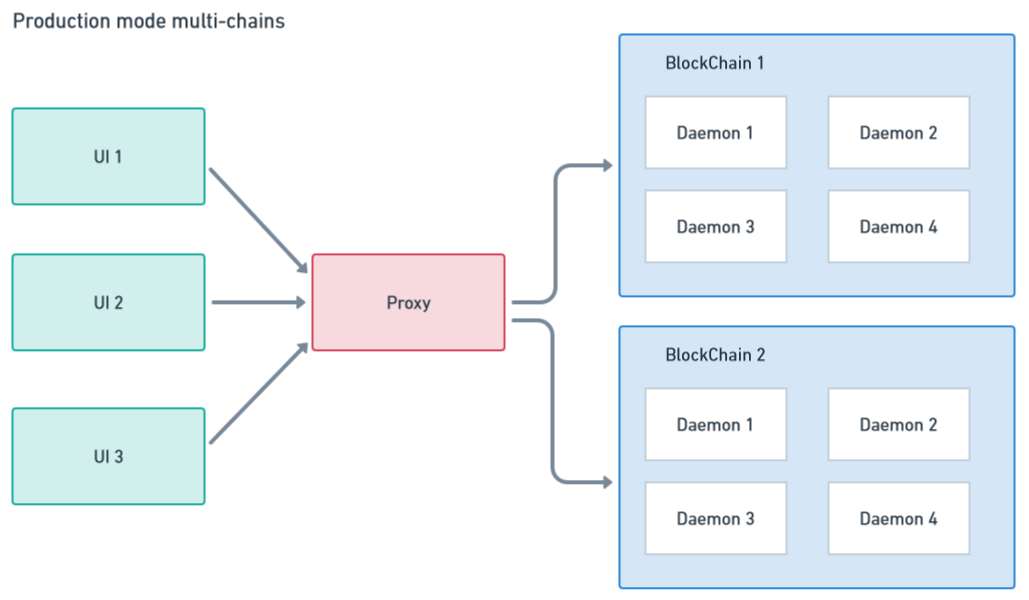 Production mode multi-chains
UI 1
UI 2
UI 3
Proxy
BlockChain 1
Daemon 1
Daemon 2
Daemon 3
Daemon 4
BlockChain 2
Daemon 1
Daemon 2
Daemon 3
Daemon 4